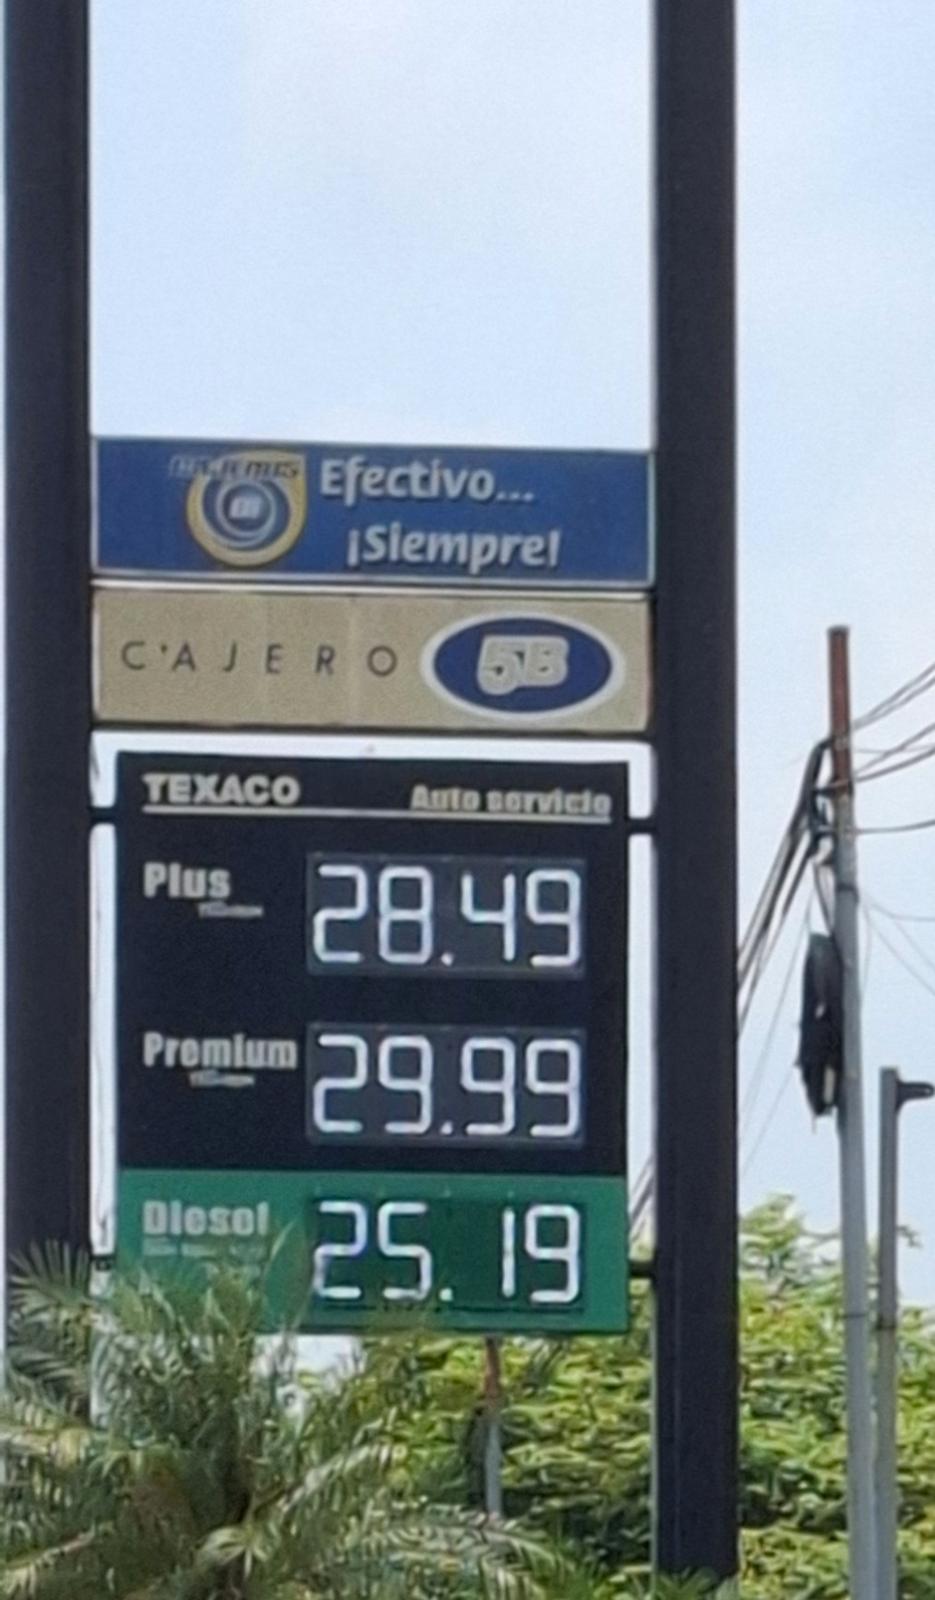 Efectivo...
¡Siempre!
CAJERO 5B
TEXACO Auto servicio
Plus 28.49
Premium 29.99
Diesel 25.19